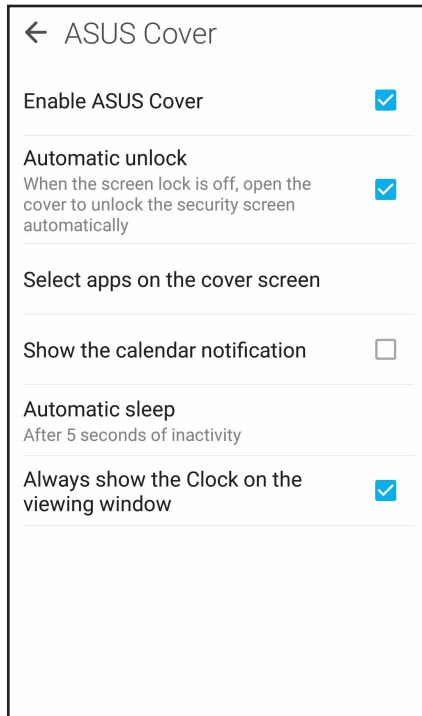 ASUS Cover
Enable ASUS Cover
Automatic unlock
When the screen lock is off, open the
cover to unlock the security screen
automatically
Select apps on the cover screen
Show the calendar notification
Automatic sleep
After 5 seconds of inactivity
Always show the Clock on the
viewing window